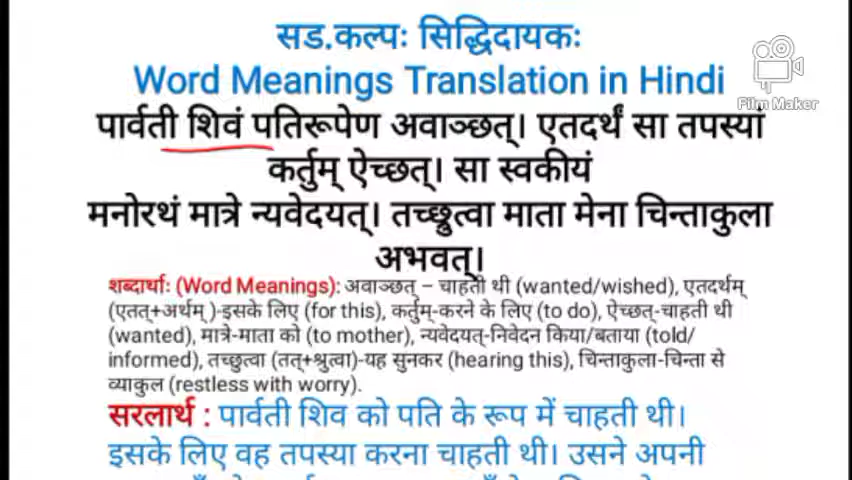 सड.कल्पः सिद्धिदायकः
Word Meanings Translation in Hindi
Film Maker
पार्वती शिवं पतिरूपेण अवाञ्छत्। एतदर्थं सा तपस्यां
कर्तुम् ऐच्छत्। सा स्वकीयं
मनोरथं मात्रे न्यवेदयत्। तच्छ्रुत्वा माता मेना चिन्ताकुला
अभवत्।
शब्दार्थाः (Word Meanings): अवाञ्छत् – चाहती थी (wanted/wished), एतदर्थम्
(एतत्+अर्थम् )-इसके लिए (for this), कर्तुम्-करने के लिए (to do), ऐच्छत्-चाहती थी
(wanted), मात्रे-माता को (to mother), न्यवेदयत्-निवेदन किया/बताया (told/
informed), तच्छुत्वा (तत्+श्रुत्वा)-यह सुनकर (hearing this), चिन्ताकुला-चिन्ता से
व्याकुल (restless with worry).
सरलार्थ : पार्वती शिव को पति के रूप में चाहती थी।
इसके लिए वह तपस्या करना चाहती थी। उसने अपनी